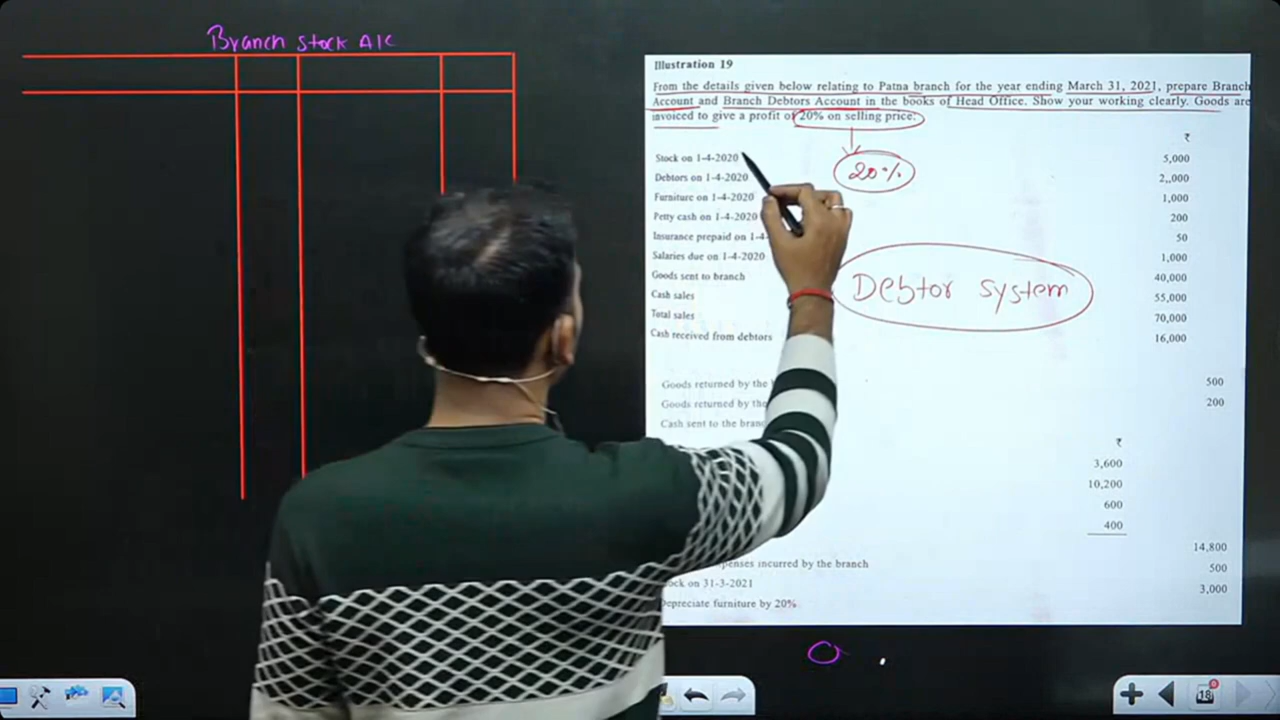 Branch Stock A/C
Illustration 19
From the details given below relating to Patna branch for the year ending March 31, 2021, prepare Branch
Account and Branch Debtors Account in the books of Head Office. Show your working clearly. Goods are
invoiced to give a profit of 20% on selling price:
₹
Stock on 1-4-2020 5,000
20%
Debtors on 1-4-2020 2,,000
Furniture on 1-4-2020 1,000
Petty cash on 1-4-2020 200
Insurance prepaid on 1-4- 50
Salaries due on 1-4-2020 1,000
Goods sent to branch 40,000
Debtor system
Cash sales 55,000
Total sales 70,000
Cash received from debtors 16,000
Goods returned by the 500
Goods returned by the 200
Cash sent to the bran
₹
3,600
10,200
600
400
14,800
penses incurred by the branch 500
ock on 31-3-2021 3,000
Depreciate furniture by 20%
18